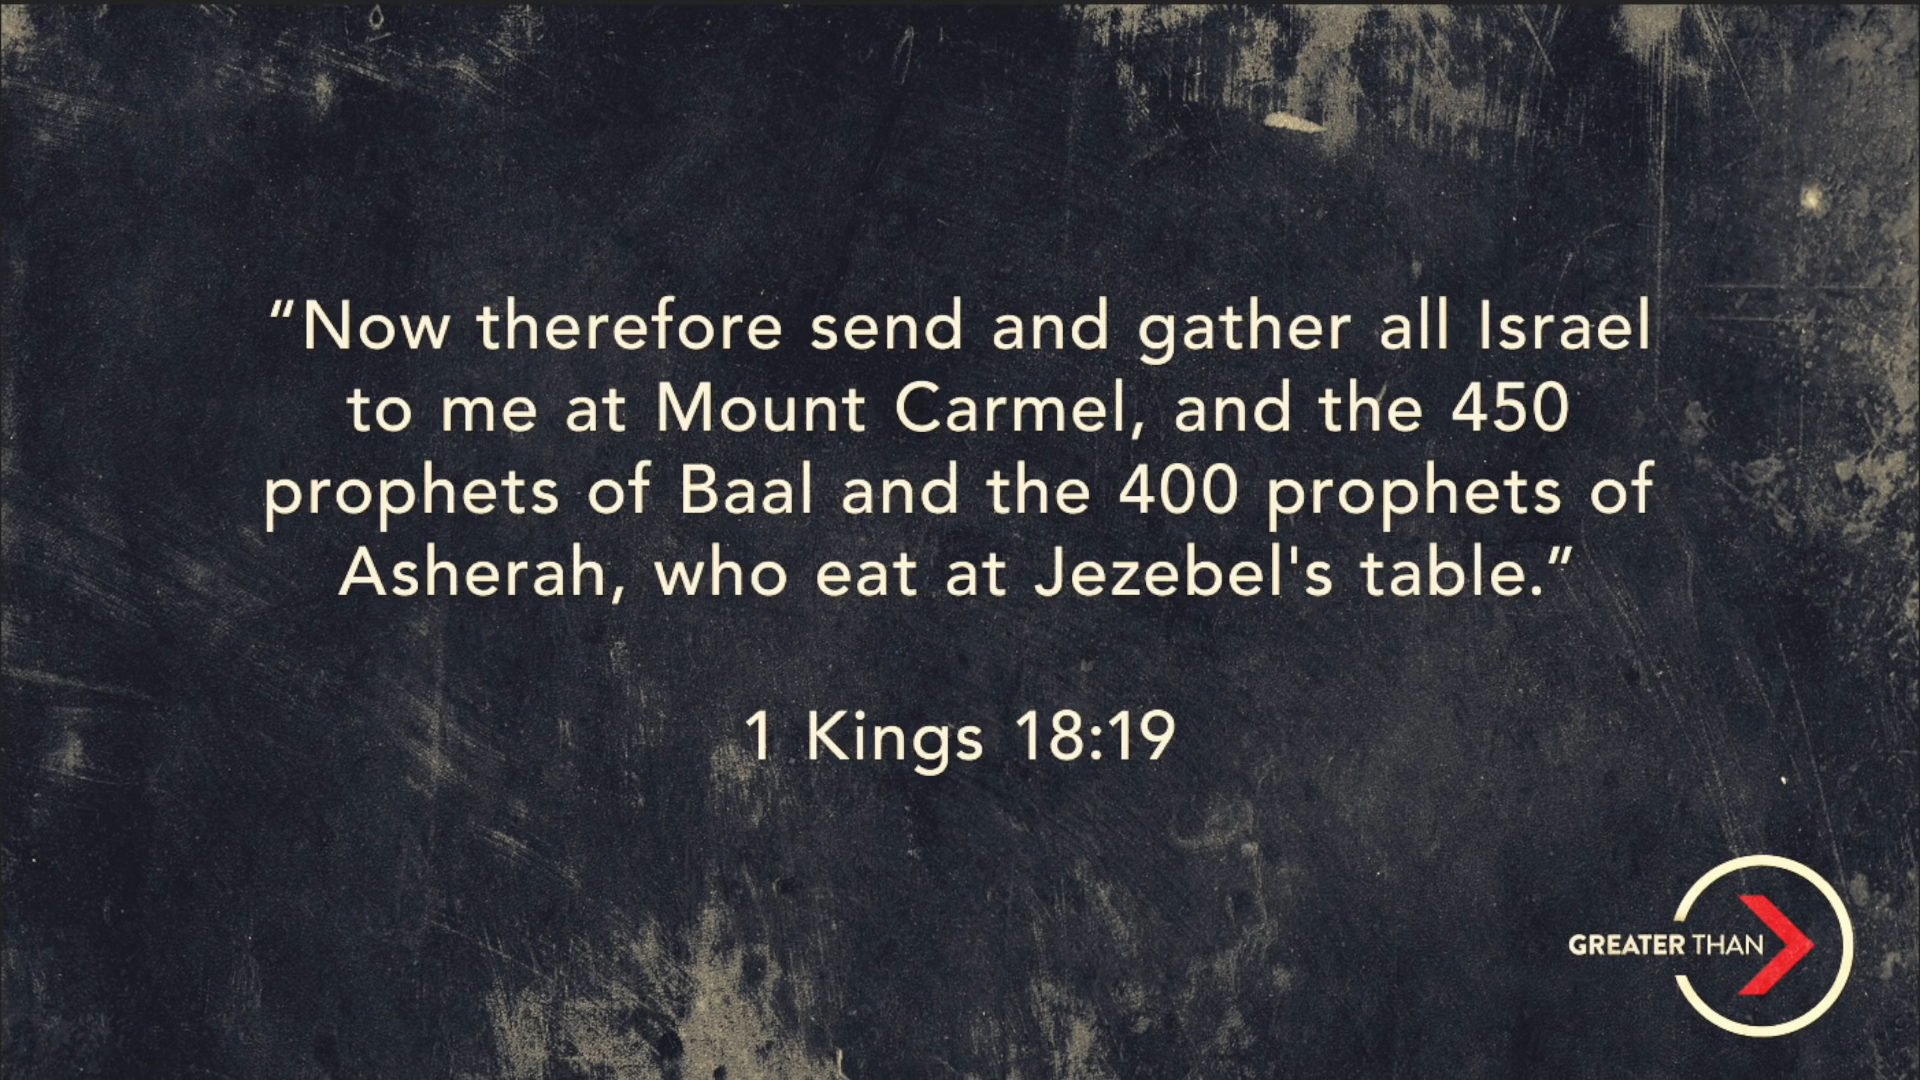 “Now therefore send and gather all Israel
to me at Mount Carmel, and the 450
prophets of Baal and the 400 prophets of
Asherah, who eat at Jezebel's table.”
1 Kings 18:19
GREATER THAN